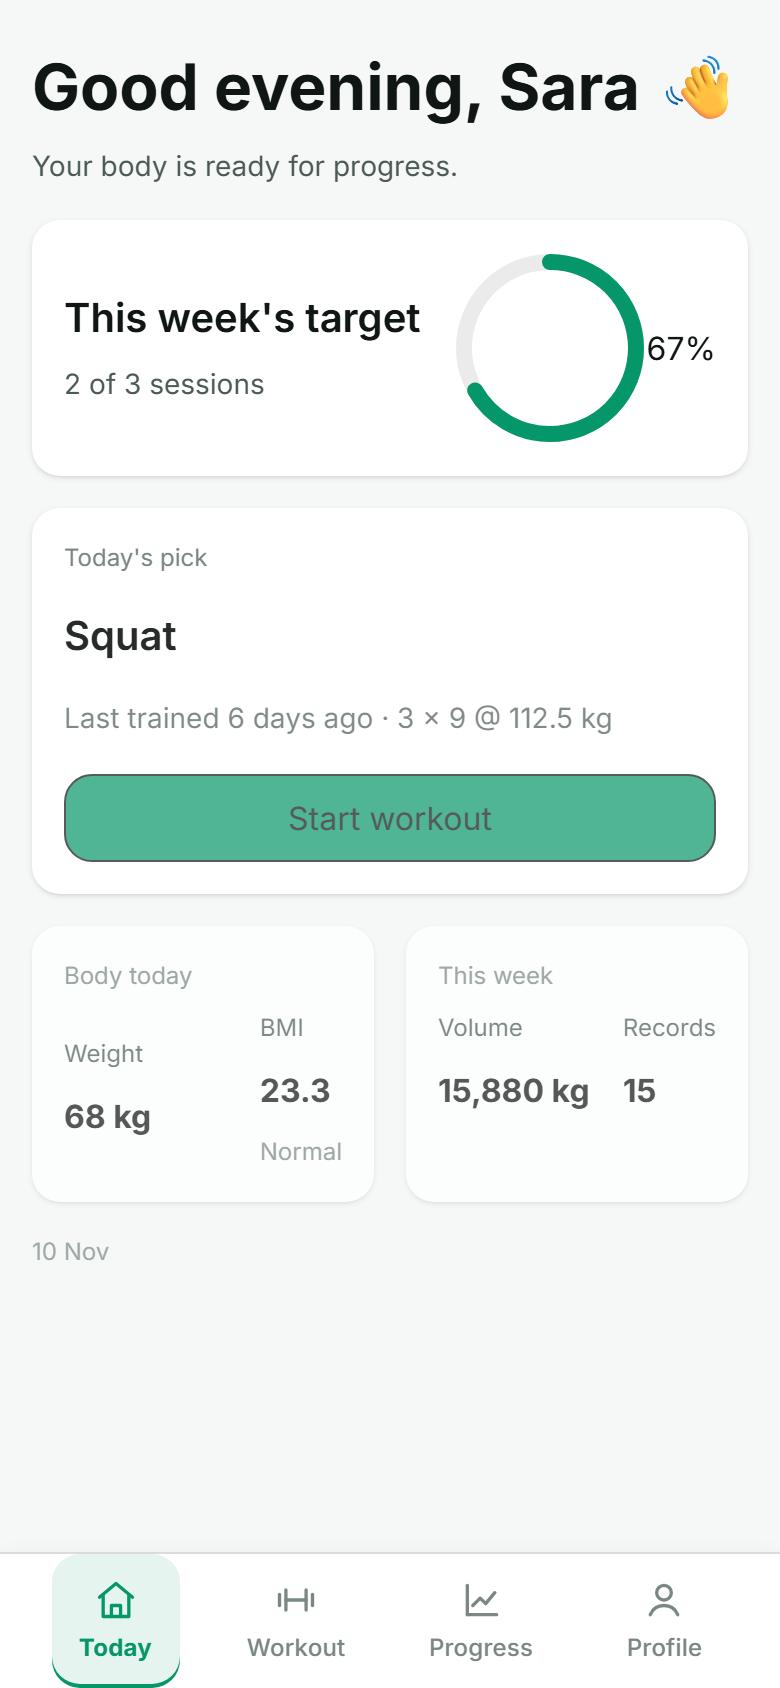 Good evening, Sara 👋
Your body is ready for progress.
This week's target
2 of 3 sessions
67%
Today's pick
Squat
Last trained 6 days ago · 3 × 9 @ 112.5 kg
Start workout
Body today
Weight
68 kg
BMI
23.3
Normal
This week
Volume
15,880 kg
Records
15
10 Nov
Today
Workout
Progress
Profile